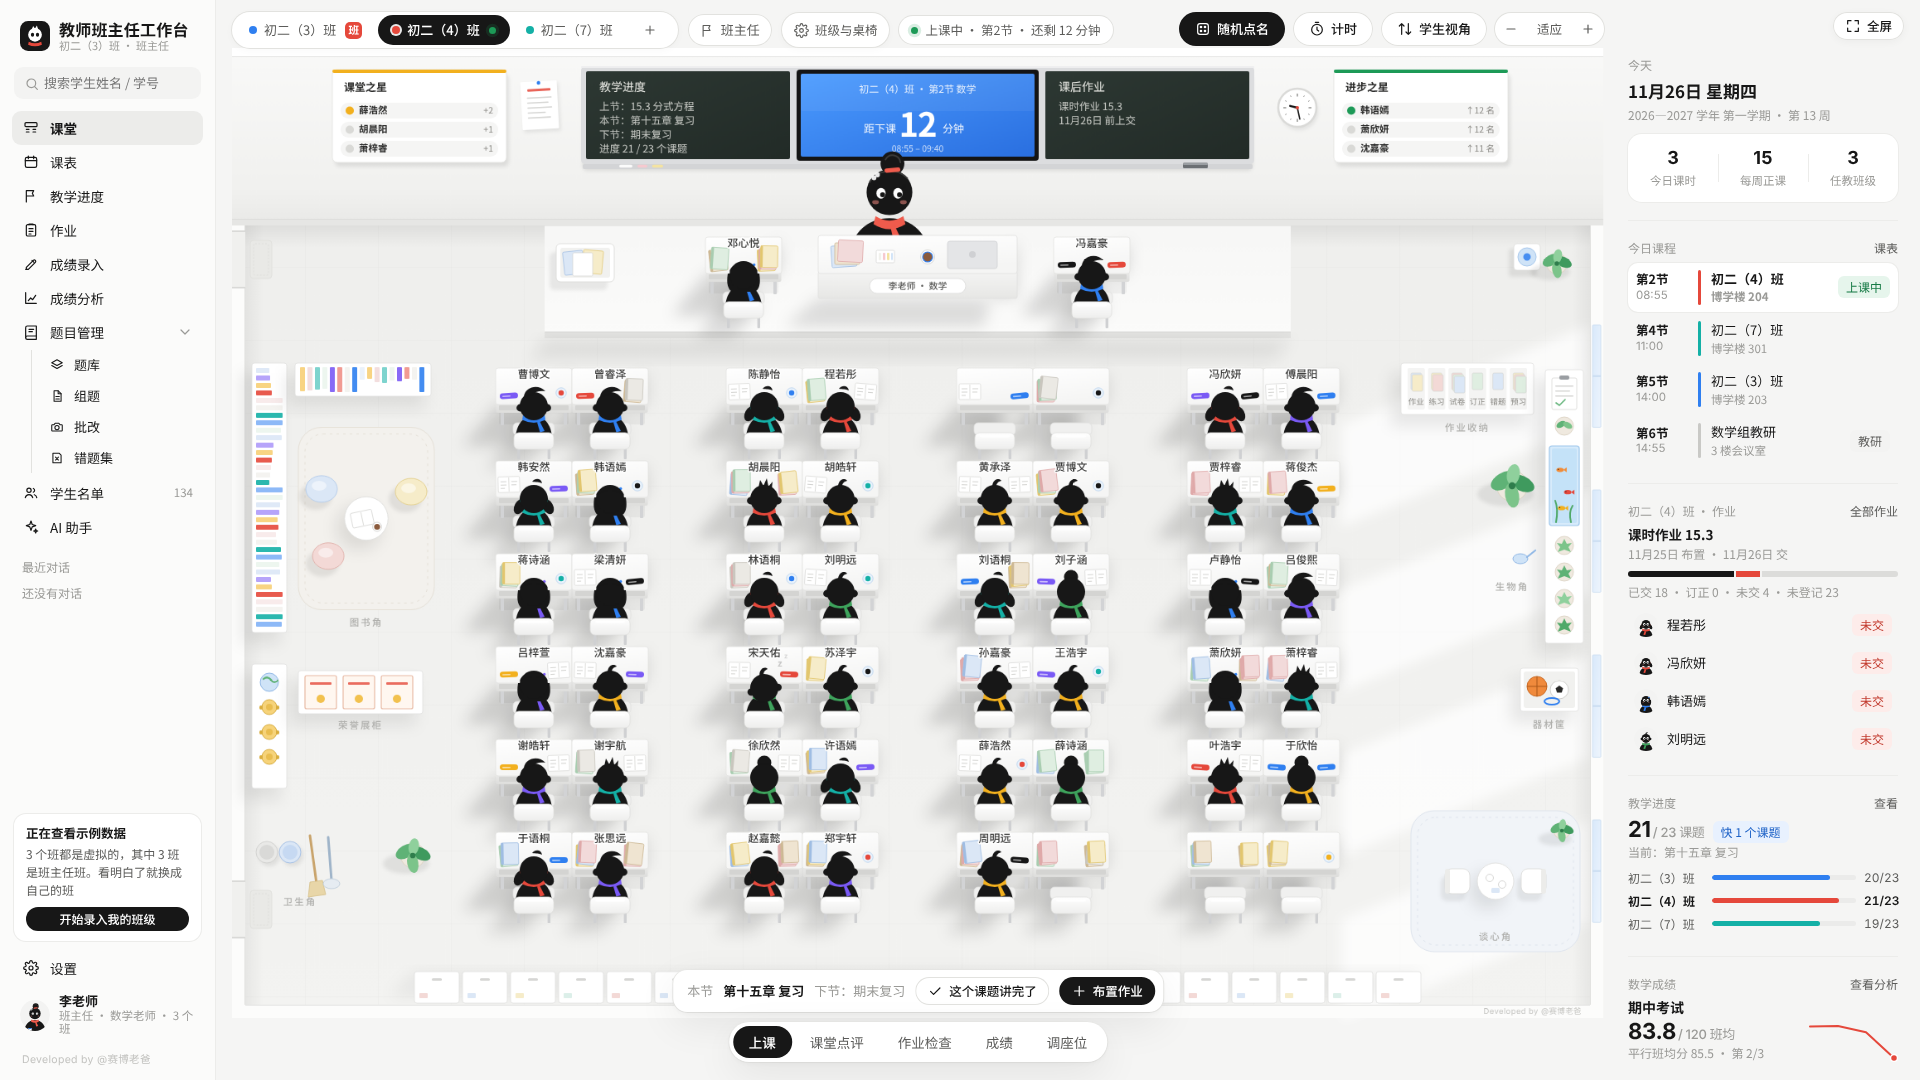 教师班主任工作台
初二（3）班 · 班主任
搜索学生姓名 / 学号
课堂
课表
教学进度
作业
成绩录入
成绩分析
题目管理
题库
组题
批改
错题集
学生名单 134
AI 助手
最近对话
还没有对话
正在查看示例数据
3 个班都是虚拟的，其中 3 班
是班主任班。看明白了就换成
自己的班
开始录入我的班级
设置
李老师
班主任 · 数学老师 · 3 个
班
Developed by @赛博老爸
初二（3）班 班
初二（4）班
初二（7）班
班主任
班级与桌椅
上课中 · 第2节 · 还剩 12 分钟
随机点名
计时
学生视角
适应
全屏
课堂之星
薛浩然 +2
胡晨阳 +1
萧梓睿 +1
教学进度
上节：15.3 分式方程
本节：第十五章 复习
下节：期末复习
进度 21 / 23 个课题
初二（4）班 · 第2节 数学
距下课 12 分钟
08:55 – 09:40
课后作业
课时作业 15.3
11月26日 前上交
进步之星
韩语嫣 ↑12 名
萧欣妍 ↑12 名
沈嘉豪 ↑11 名
邓心悦
李老师 · 数学
冯嘉豪
曹博文 曾睿泽 陈静怡 程若彤 冯欣妍 傅晨阳
韩安然 韩语嫣 胡晨阳 胡皓轩 黄承泽 贾博文 贾梓睿 蒋俊杰
蒋诗涵 梁清妍 林语桐 刘明远 刘语桐 刘子涵 卢静怡 吕俊熙
吕梓萱 沈嘉豪 宋天佑 苏泽宇 孙嘉豪 王浩宇 萧欣妍 萧梓睿
谢皓轩 谢宇航 徐欣然 许语嫣 薛浩然 薛诗涵 叶浩宇 于欣怡
于语桐 张思远 赵嘉懿 郑宇轩 周明远
图书角
荣誉展柜
卫生角
作业 练习 试卷 订正 错题 预习
作业收纳
生物角
器材筐
谈心角
Developed by @赛博老爸
本节 第十五章 复习 下节：期末复习 这个课题讲完了 布置作业
上课 课堂点评 作业检查 成绩 调座位
今天
11月26日 星期四
2026—2027 学年 第一学期 · 第 13 周
3 15 3
今日课时 每周正课 任教班级
今日课程 课表
第2节 初二（4）班 上课中
08:55 博学楼 204
第4节 初二（7）班
11:00 博学楼 301
第5节 初二（3）班
14:00 博学楼 203
第6节 数学组教研 教研
14:55 3 楼会议室
初二（4）班 · 作业 全部作业
课时作业 15.3
11月25日 布置 · 11月26日 交
已交 18 · 订正 0 · 未交 4 · 未登记 23
程若彤 未交
冯欣妍 未交
韩语嫣 未交
刘明远 未交
教学进度 查看
21 / 23 课题 快 1 个课题
当前：第十五章 复习
初二（3）班 20/23
初二（4）班 21/23
初二（7）班 19/23
数学成绩 查看分析
期中考试
83.8 / 120 班均
平行班均分 85.5 · 第 2/3